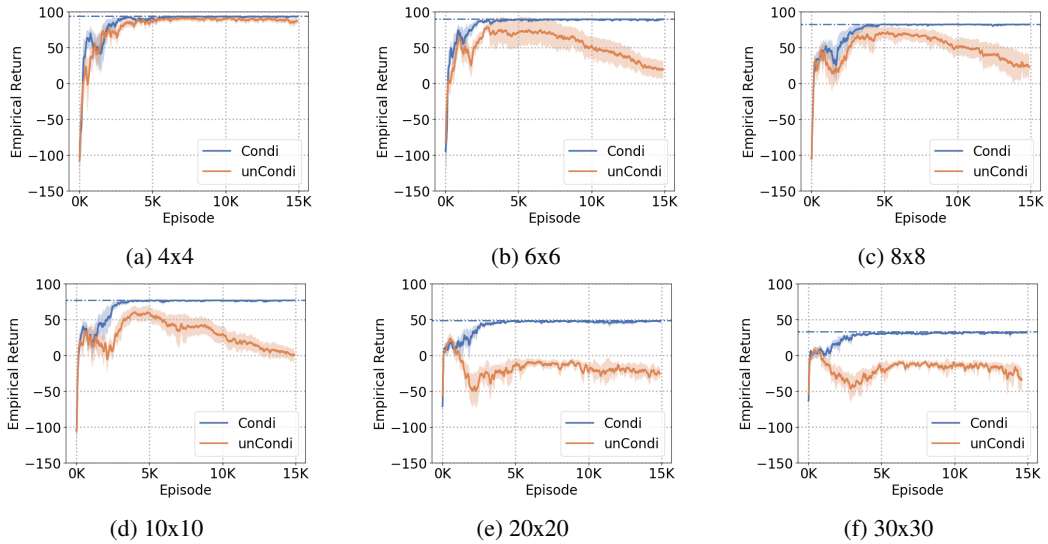 100
50
0
−50
−100
−150
Empirical Return
0K 5K 10K 15K
Episode
Condi
unCondi
(a) 4x4
100
50
0
−50
−100
−150
Empirical Return
0K 5K 10K 15K
Episode
Condi
unCondi
(b) 6x6
100
50
0
−50
−100
−150
Empirical Return
0K 5K 10K 15K
Episode
Condi
unCondi
(c) 8x8
100
50
0
−50
−100
−150
Empirical Return
0K 5K 10K 15K
Episode
Condi
unCondi
(d) 10x10
100
50
0
−50
−100
−150
Empirical Return
0K 5K 10K 15K
Episode
Condi
unCondi
(e) 20x20
100
50
0
−50
−100
−150
Empirical Return
0K 5K 10K 15K
Episode
Condi
unCondi
(f) 30x30